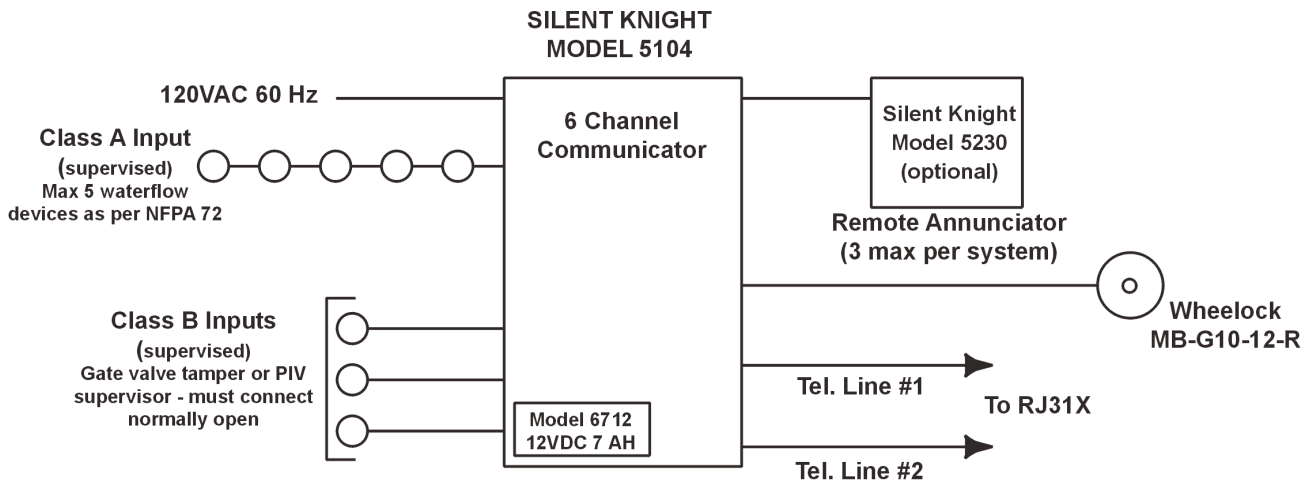 SILENT KNIGHT
MODEL 5104
120VAC 60 Hz
6 Channel
Communicator
Silent Knight
Model 5230
(optional)
Class A Input
(supervised)
Max 5 waterflow
devices as per NFPA 72
Remote Annunciator
(3 max per system)
Wheelock
MB-G10-12-R
Class B Inputs
(supervised)
Gate valve tamper or PIV
supervisor - must connect
normally open
Tel. Line #1
To RJ31X
Model 6712
12VDC 7 AH
Tel. Line #2